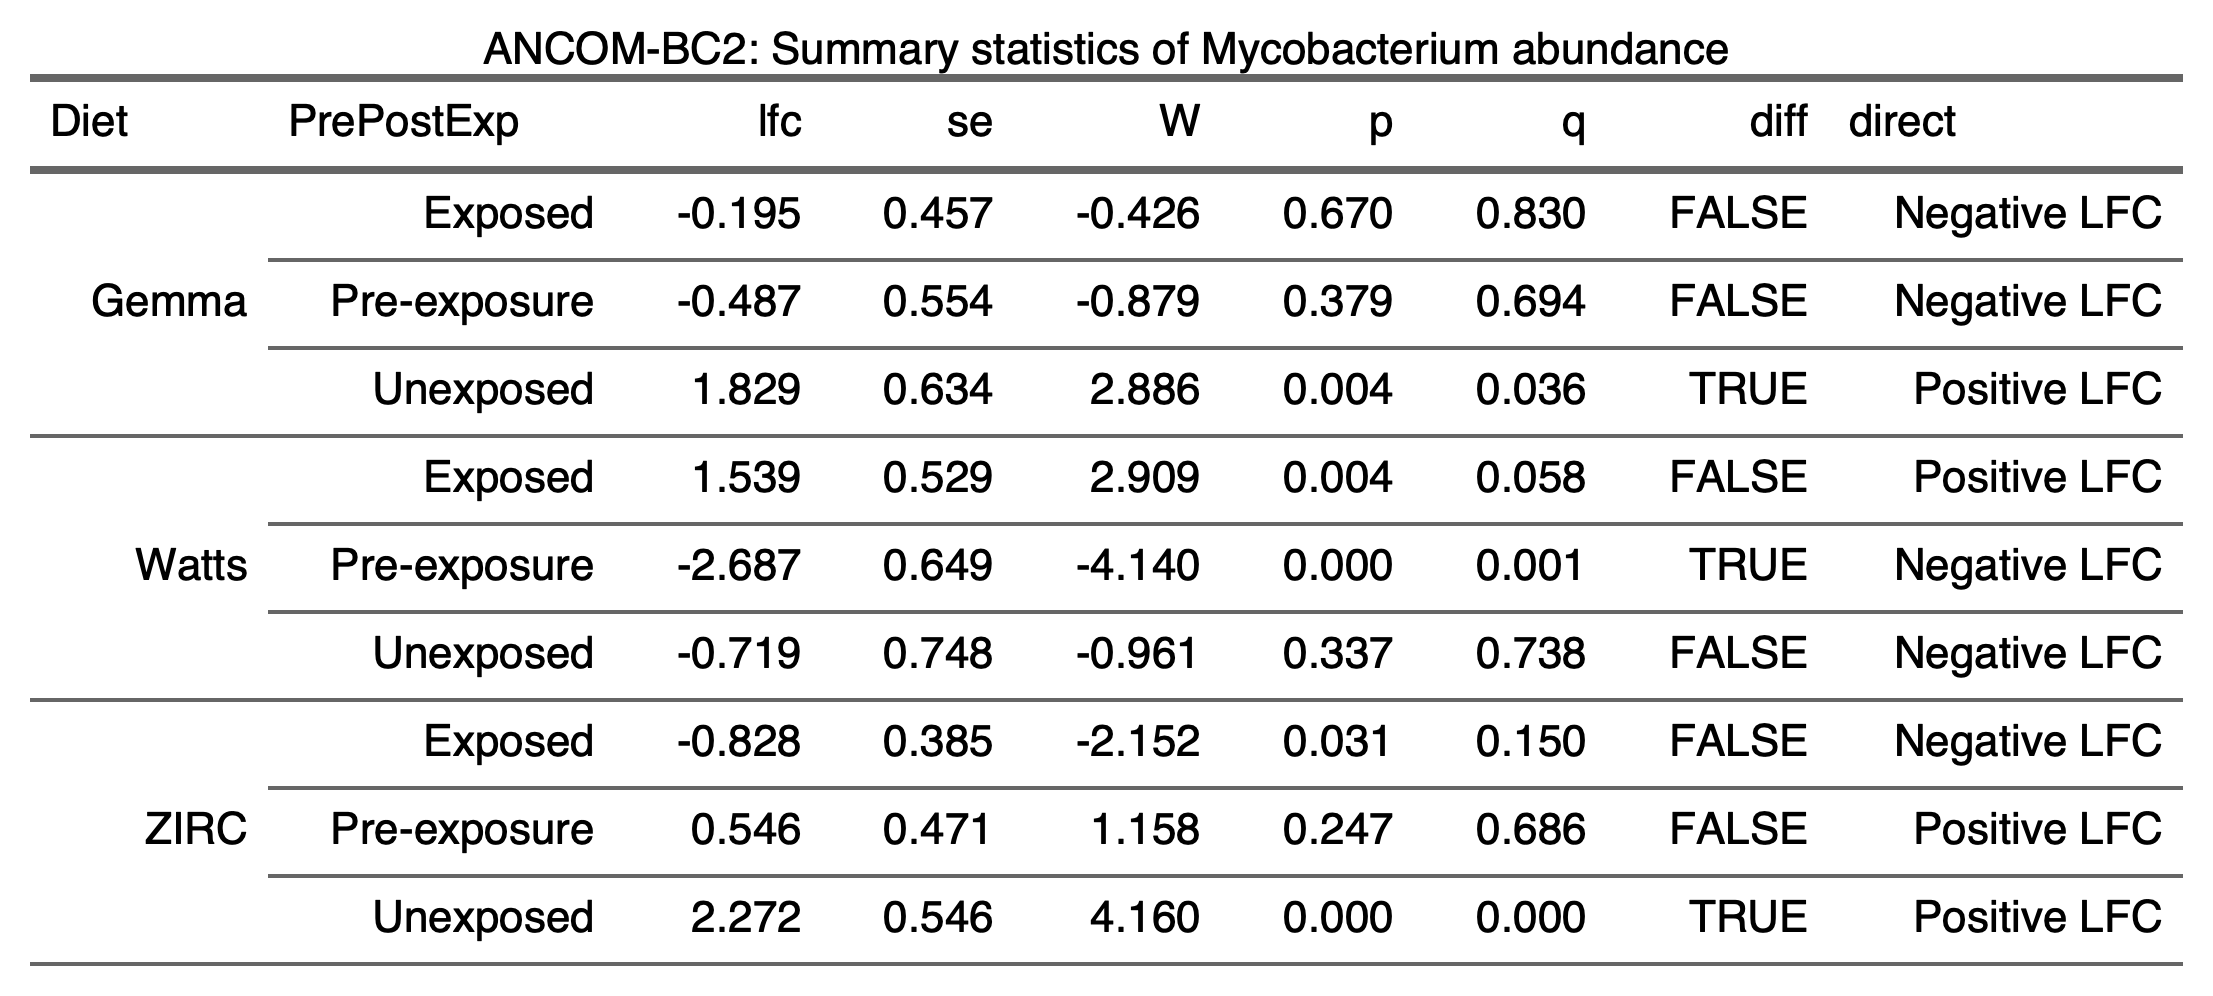 ANCOM-BC2: Summary statistics of Mycobacterium abundance
Diet PrePostExp lfc se W p q diff direct
Exposed -0.195 0.457 -0.426 0.670 0.830 FALSE Negative LFC
Gemma Pre-exposure -0.487 0.554 -0.879 0.379 0.694 FALSE Negative LFC
Unexposed 1.829 0.634 2.886 0.004 0.036 TRUE Positive LFC
Exposed 1.539 0.529 2.909 0.004 0.058 FALSE Positive LFC
Watts Pre-exposure -2.687 0.649 -4.140 0.000 0.001 TRUE Negative LFC
Unexposed -0.719 0.748 -0.961 0.337 0.738 FALSE Negative LFC
Exposed -0.828 0.385 -2.152 0.031 0.150 FALSE Negative LFC
ZIRC Pre-exposure 0.546 0.471 1.158 0.247 0.686 FALSE Positive LFC
Unexposed 2.272 0.546 4.160 0.000 0.000 TRUE Positive LFC